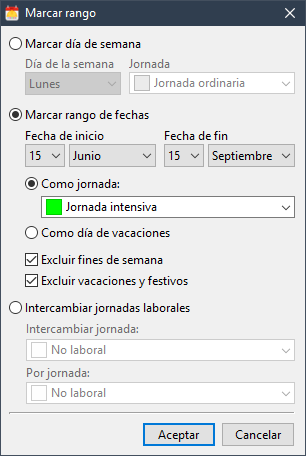 Marcar rango
Marcar día de semana
Día de la semana Jornada
Lunes Jornada ordinaria
Marcar rango de fechas
Fecha de inicio Fecha de fin
15 Junio 15 Septiembre
Como jornada:
Jornada intensiva
Como día de vacaciones
Excluir fines de semana
Excluir vacaciones y festivos
Intercambiar jornadas laborales
Intercambiar jornada:
No laboral
Por jornada:
No laboral
Aceptar Cancelar